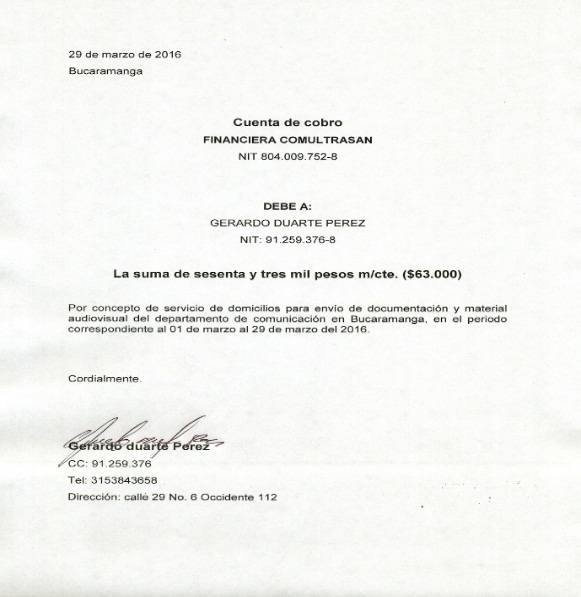 29 de marzo de 2016
Bucaramanga
Cuenta de cobro
FINANCIERA COMULTRASAN
NIT 804.009.752-8
DEBE A:
GERARDO DUARTE PEREZ
NIT: 91.259.376-8
La suma de sesenta y tres mil pesos m/cte. ($63.000)
Por concepto de servicio de domicilios para envío de documentación y material
audiovisual del departamento de comunicación en Bucaramanga, en el periodo
correspondiente al 01 de marzo al 29 de marzo del 2016.
Cordialmente.
Gerardo duarte Perez
CC: 91.259.376
Tel: 3153843658
Dirección: calle 29 No. 6 Occidente 112